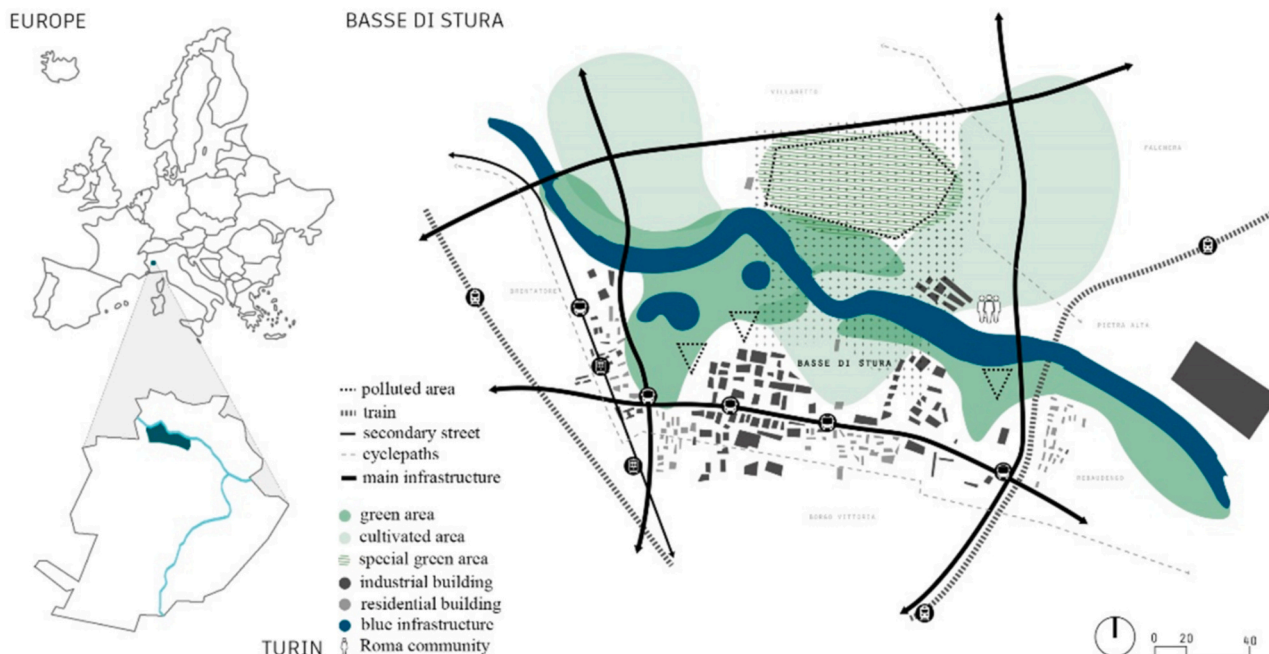 EUROPE
BASSE DI STURA
VILLARETTO
FALCHERA
BRENTATORE
PIETRA ALTA
BASSE DI STURA
REBAUDENGO
BORGO VITTORIA
polluted area
train
secondary street
cyclepaths
main infrastructure
green area
cultivated area
special green area
industrial building
residential building
blue infrastructure
Roma community
TURIN
0 20 40